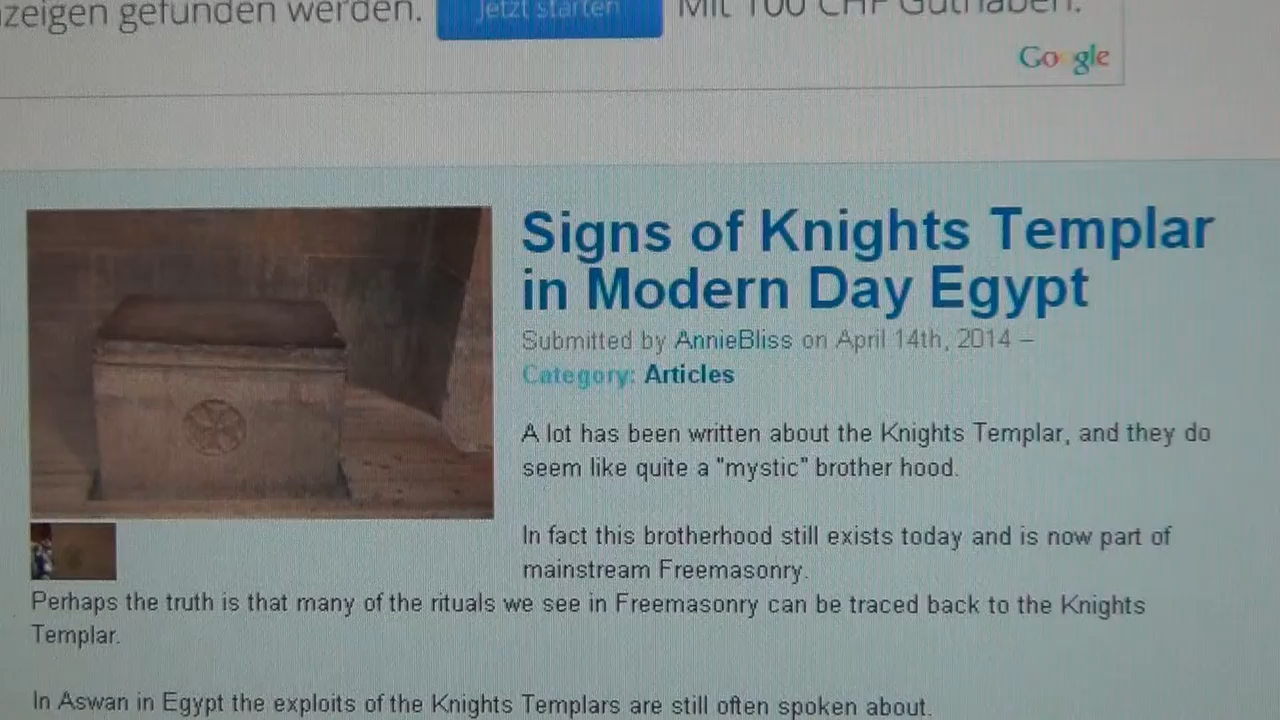 zeigen gefunden werden.
Jetzt starten
Mit 100 CHF Guthaben.
Google
Signs of Knights Templar
in Modern Day Egypt
Submitted by AnnieBliss on April 14th, 2014 –
Category: Articles
A lot has been written about the Knights Templar, and they do
seem like quite a "mystic" brother hood.
In fact this brotherhood still exists today and is now part of
mainstream Freemasonry.
Perhaps the truth is that many of the rituals we see in Freemasonry can be traced back to the Knights
Templar.
In Aswan in Egypt the exploits of the Knights Templars are still often spoken about.